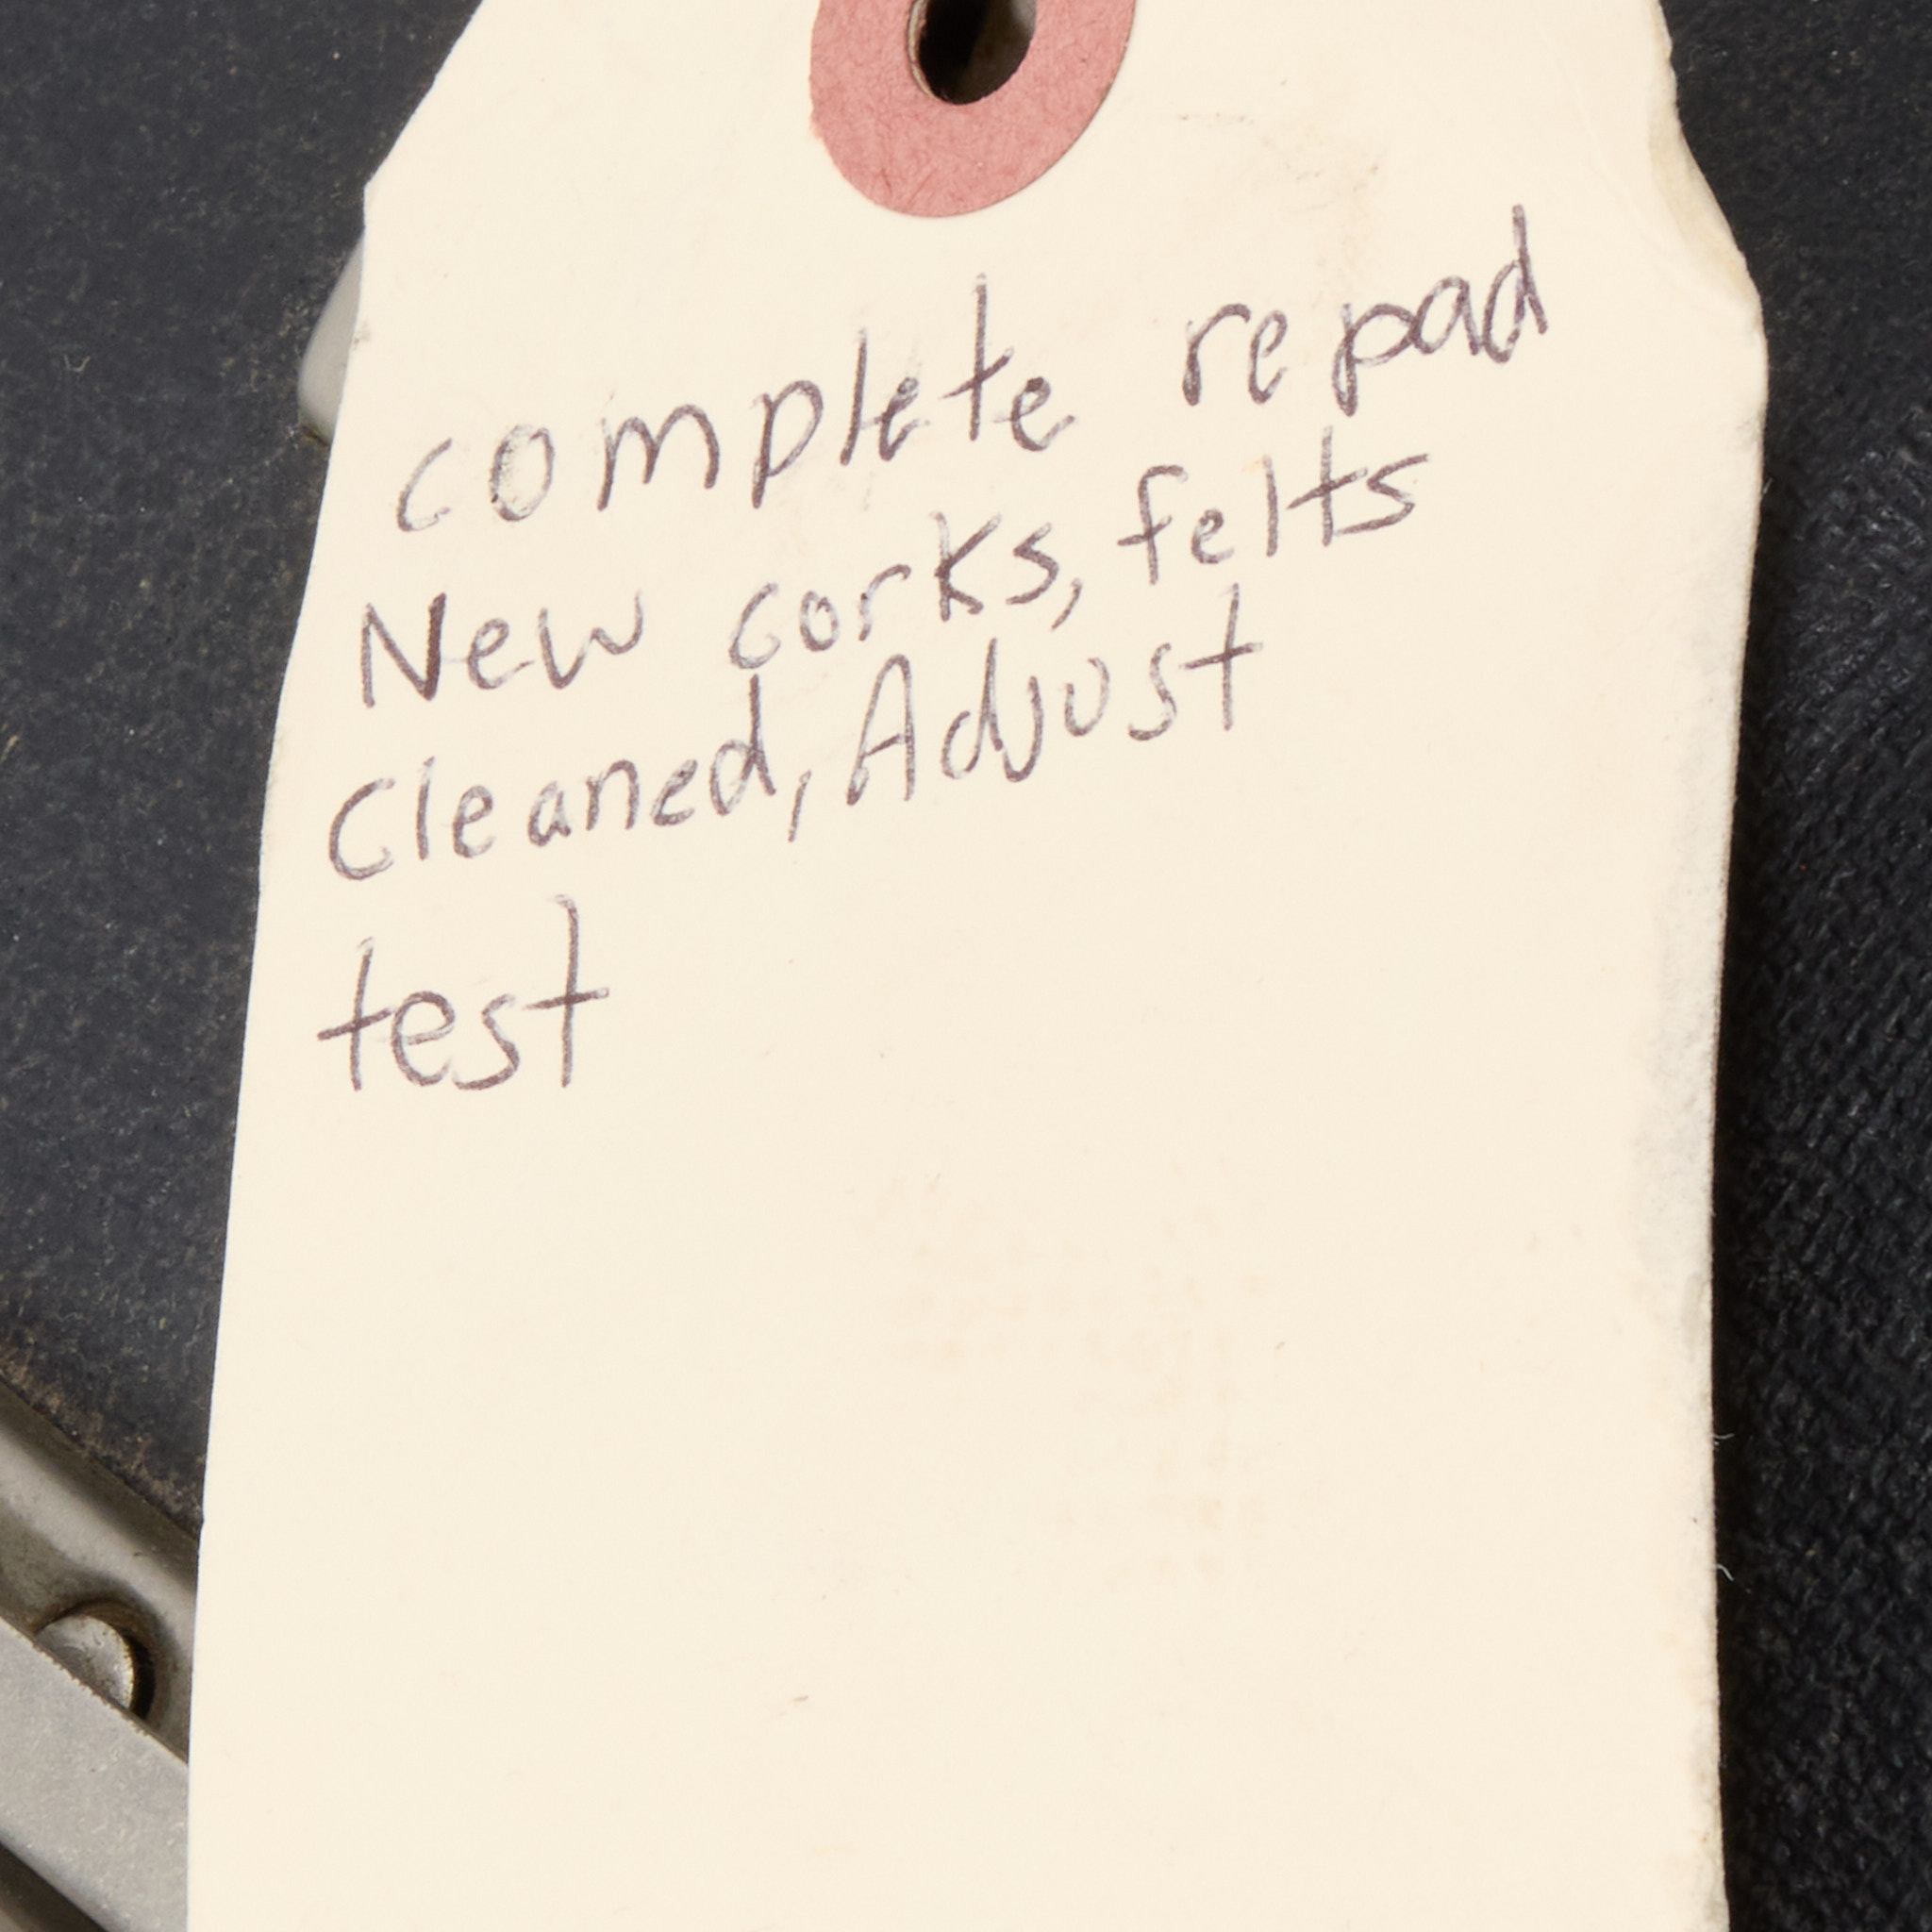 complete repad
New corks, felts
Cleaned, Adjust
test